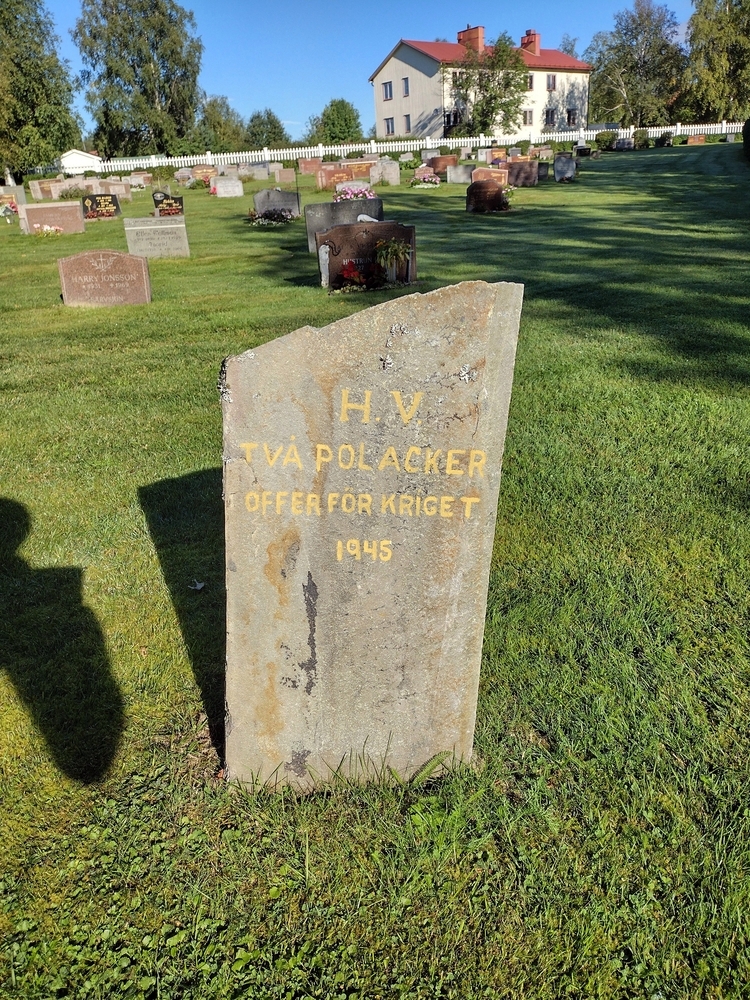 HARRY JONSSON
H. V
TVÅ POLACKER
OFFER FÖR KRIGET
1945